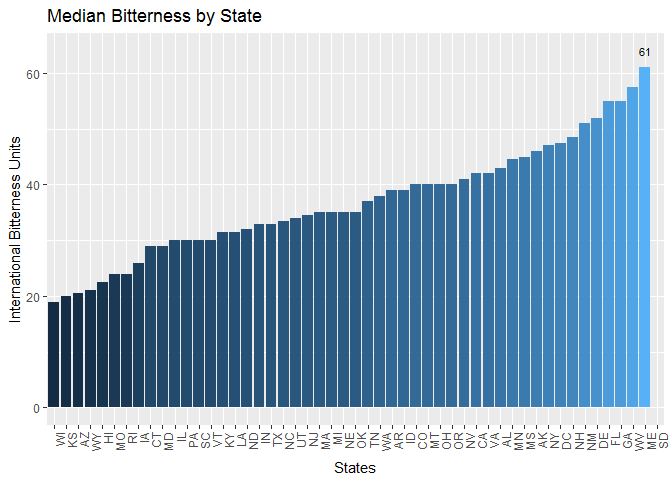 Median Bitterness by State
61
60
40
20
0
International Bitterness Units
WI KS AZ WY HI MO RI IA CT MD IL PA SC VT KY LA ND IN TX NC UT NJ MA MI NE OK TN WA AR ID CO MT OH OR NV CA VA AL MN MS AK NY DC NH NM DE FL GA WV ME SD
States